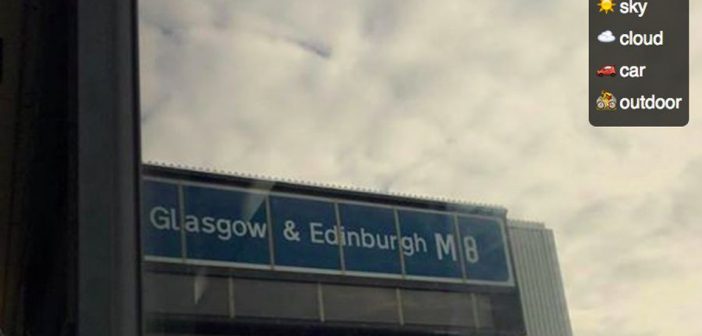 sky
cloud
car
outdoor
Glasgow & Edinburgh M8